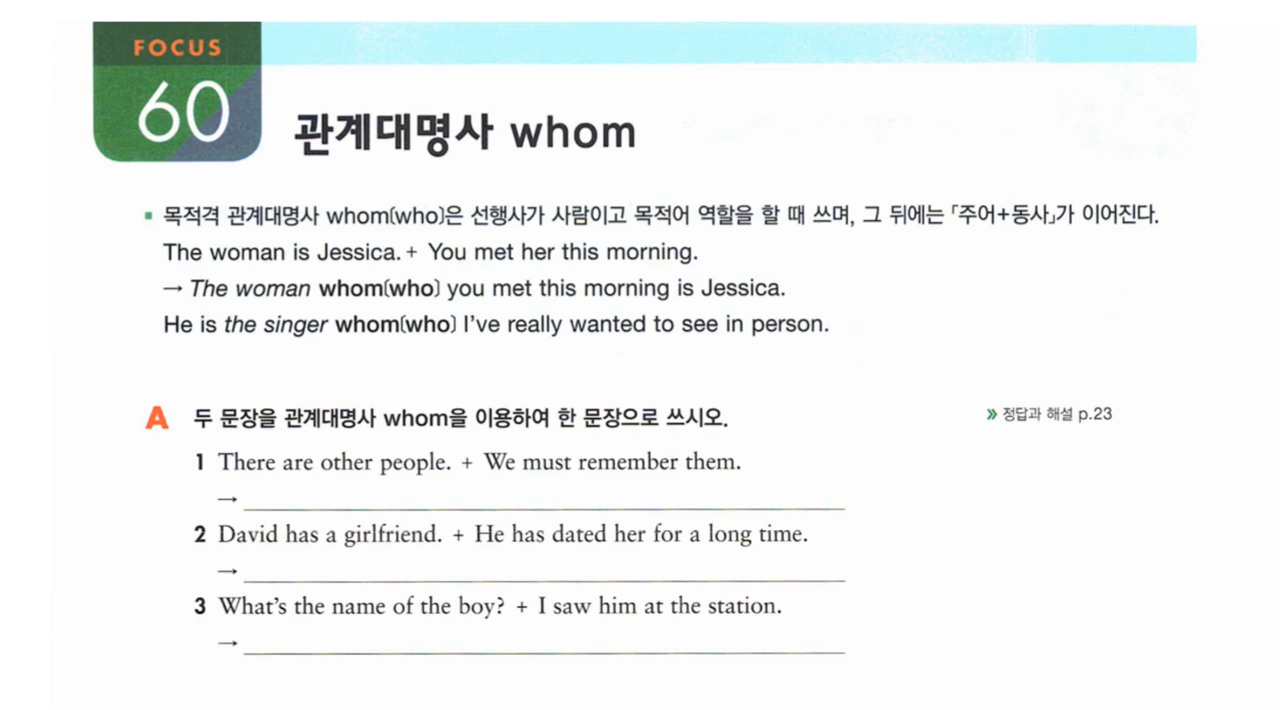 FOCUS
60
관계대명사 whom
▪ 목적격 관계대명사 whom(who)은 선행사가 사람이고 목적어 역할을 할 때 쓰며, 그 뒤에는 「주어+동사」가 이어진다.
The woman is Jessica. + You met her this morning.
→ The woman whom(who) you met this morning is Jessica.
He is the singer whom(who) I've really wanted to see in person.
A 두 문장을 관계대명사 whom을 이용하여 한 문장으로 쓰시오.
» 정답과 해설 p.23
1 There are other people. + We must remember them.
→
2 David has a girlfriend. + He has dated her for a long time.
→
3 What's the name of the boy? + I saw him at the station.
→